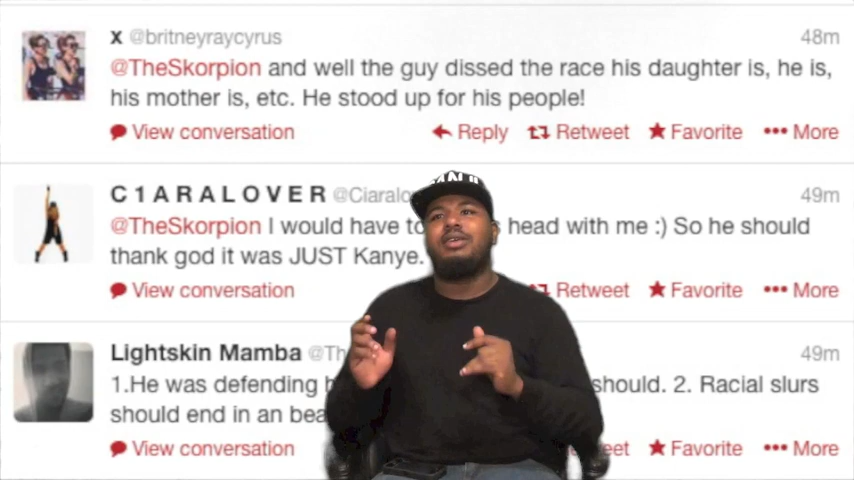 x @britneyraycyrus 48m
@TheSkorpion and well the guy dissed the race his daughter is, he is,
his mother is, etc. He stood up for his people!
View conversation Reply Retweet Favorite More
C1ARALOVER @Ciaralo 49m
@TheSkorpion I would have to head with me :) So he should
thank god it was JUST Kanye.
View conversation Retweet Favorite More
Lightskin Mamba @Th 49m
1.He was defending should. 2. Racial slurs
should end in an bea
View conversation Favorite More